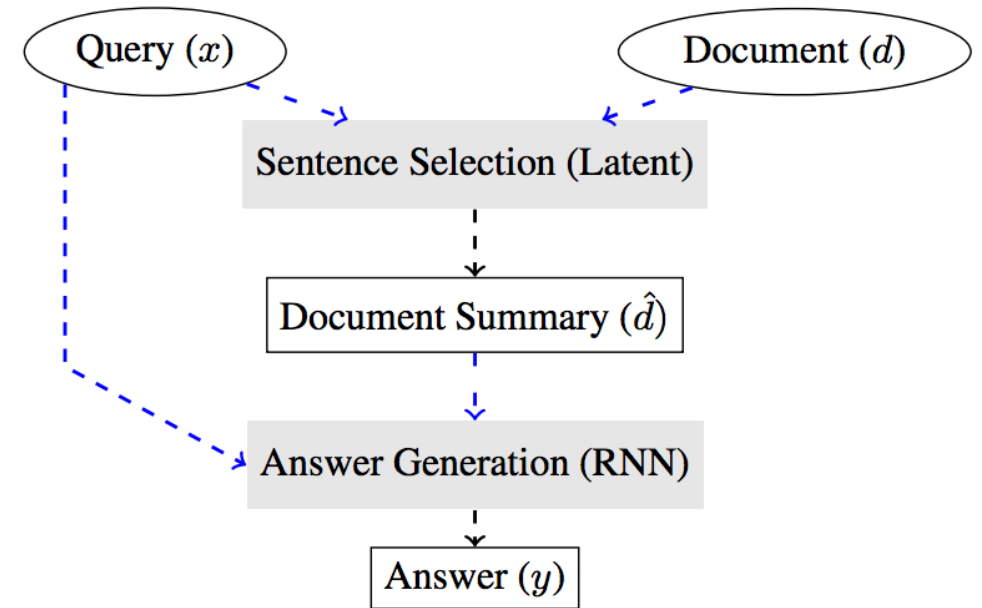 Query (x)
Document (d)
Sentence Selection (Latent)
Document Summary (d̂)
Answer Generation (RNN)
Answer (y)